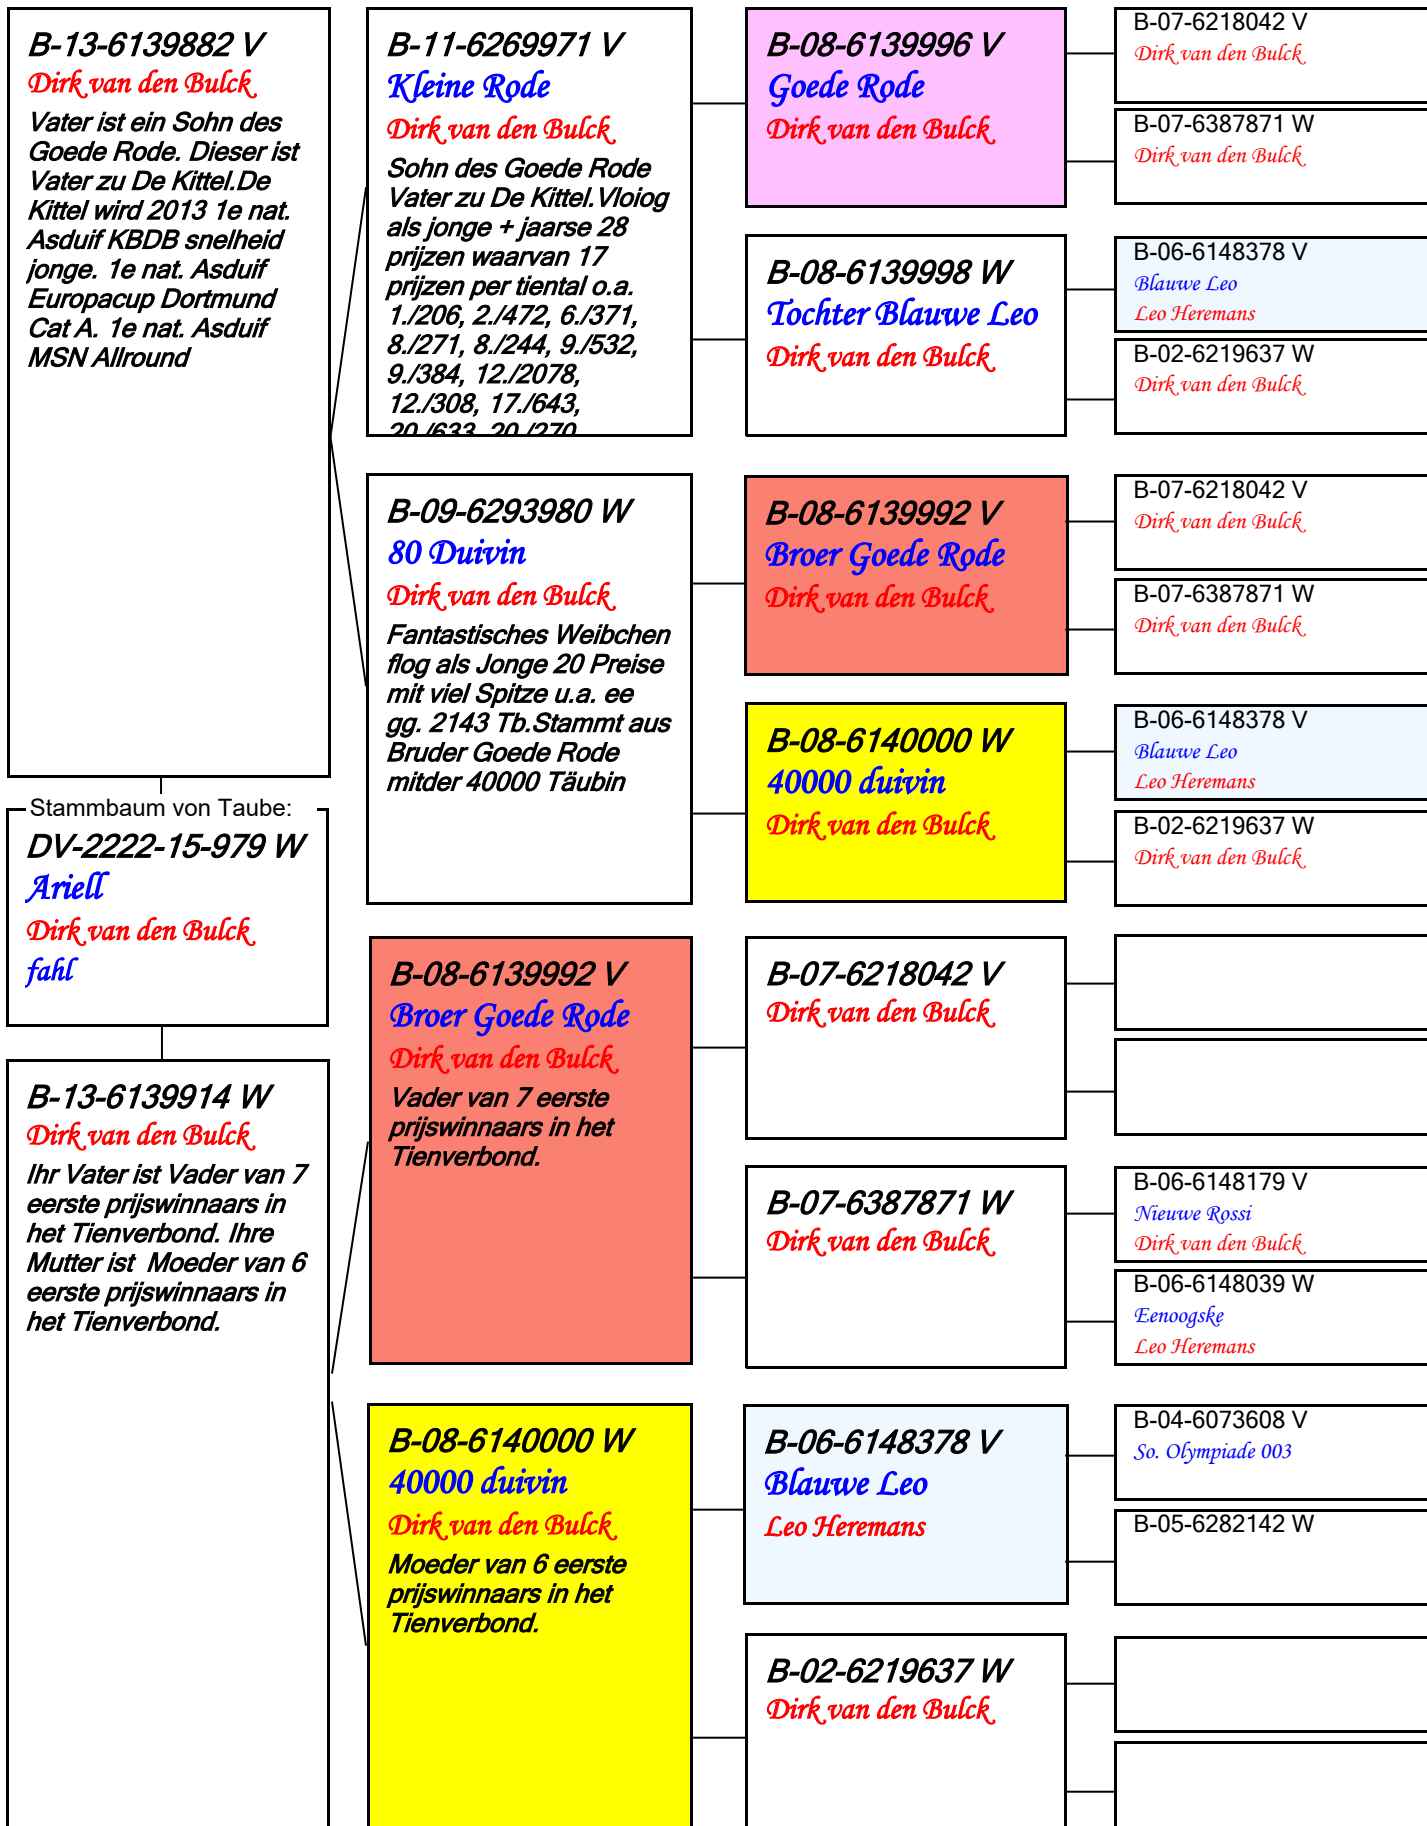 B-13-6139882 V
Dirk van den Bulck
Vater ist ein Sohn des
Goede Rode. Dieser ist
Vater zu De Kittel.De
Kittel wird 2013 1e nat.
Asduif KBDB snelheid
jonge. 1e nat. Asduif
Europacup Dortmund
Cat A. 1e nat. Asduif
MSN Allround
Stammbaum von Taube:
DV-2222-15-979 W
Ariell
Dirk van den Bulck
fahl
B-13-6139914 W
Dirk van den Bulck
Ihr Vater ist Vader van 7
eerste prijswinnaars in
het Tienverbond. Ihre
Mutter ist  Moeder van 6
eerste prijswinnaars in
het Tienverbond.
B-11-6269971 V
Kleine Rode
Dirk van den Bulck
Sohn des Goede Rode
Vater zu De Kittel.Vloiog
als jonge + jaarse 28
prijzen waarvan 17
prijzen per tiental o.a.
1./206, 2./472, 6./371,
8./271, 8./244, 9./532,
9./384, 12./2078,
12./308, 17./643,
20./633, 20./270
B-09-6293980 W
80 Duivin
Dirk van den Bulck
Fantastisches Weibchen
flog als Jonge 20 Preise
mit viel Spitze u.a. ee
gg. 2143 Tb.Stammt aus
Bruder Goede Rode
mitder 40000 Täubin
B-08-6139992 V
Broer Goede Rode
Dirk van den Bulck
Vader van 7 eerste
prijswinnaars in het
Tienverbond.
B-08-6140000 W
40000 duivin
Dirk van den Bulck
Moeder van 6 eerste
prijswinnaars in het
Tienverbond.
B-08-6139996 V
Goede Rode
Dirk van den Bulck
B-08-6139998 W
Tochter Blauwe Leo
Dirk van den Bulck
B-08-6139992 V
Broer Goede Rode
Dirk van den Bulck
B-08-6140000 W
40000 duivin
Dirk van den Bulck
B-07-6218042 V
Dirk van den Bulck
B-07-6387871 W
Dirk van den Bulck
B-06-6148378 V
Blauwe Leo
Leo Heremans
B-02-6219637 W
Dirk van den Bulck
B-07-6218042 V
Dirk van den Bulck
B-07-6387871 W
Dirk van den Bulck
B-06-6148378 V
Blauwe Leo
Leo Heremans
B-02-6219637 W
Dirk van den Bulck
B-07-6218042 V
Dirk van den Bulck
B-07-6387871 W
Dirk van den Bulck
B-06-6148378 V
Blauwe Leo
Leo Heremans
B-02-6219637 W
Dirk van den Bulck
B-06-6148179 V
Nieuwe Rossi
Dirk van den Bulck
B-06-6148039 W
Eenoogske
Leo Heremans
B-04-6073608 V
So. Olympiade 003
B-05-6282142 W